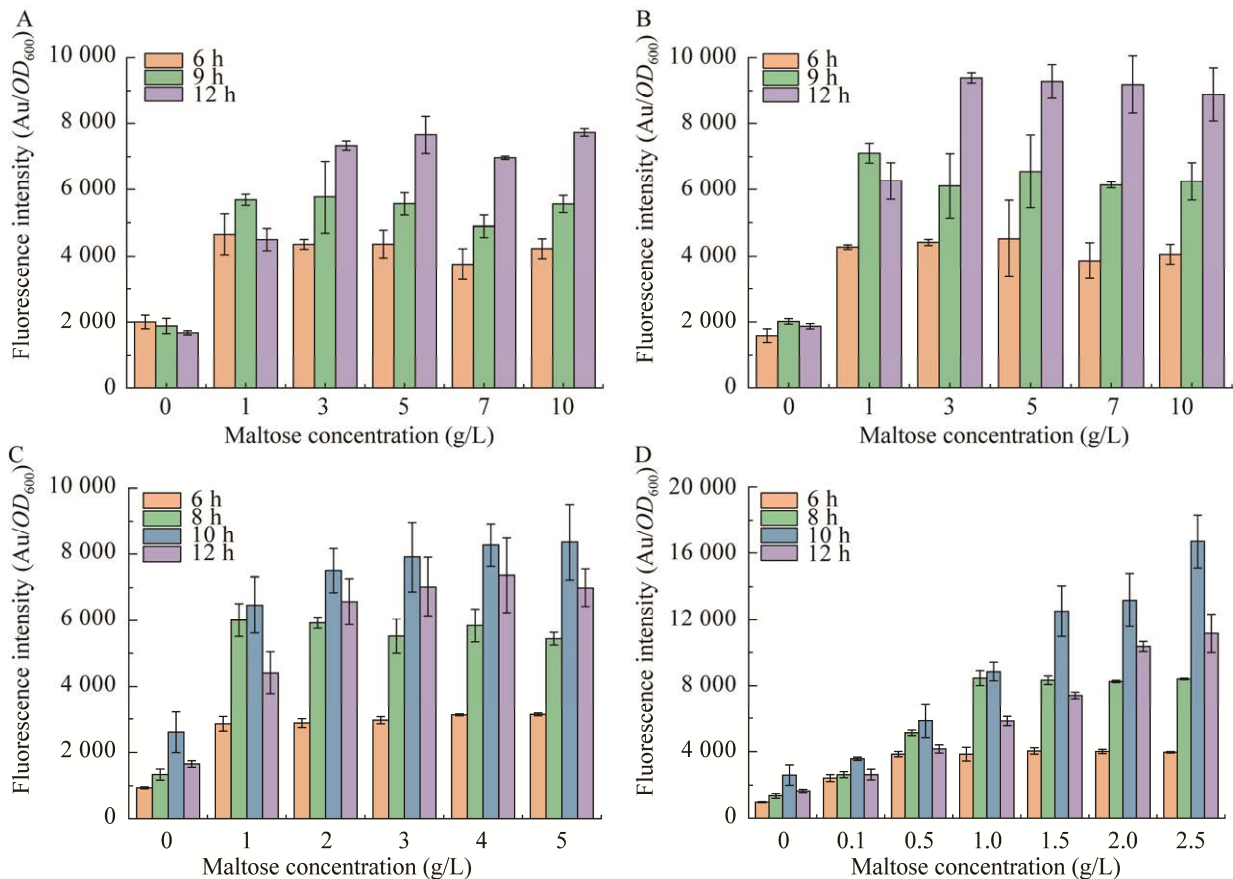 A
Fluorescence intensity (Au/OD600)
10 000
8 000
6 000
4 000
2 000
0
6 h
9 h
12 h
0 1 3 5 7 10
Maltose concentration (g/L)
B
Fluorescence intensity (Au/OD600)
10 000
8 000
6 000
4 000
2 000
0
6 h
9 h
12 h
0 1 3 5 7 10
Maltose concentration (g/L)
C
Fluorescence intensity (Au/OD600)
10 000
8 000
6 000
4 000
2 000
0
6 h
8 h
10 h
12 h
0 1 2 3 4 5
Maltose concentration (g/L)
D
Fluorescence intensity (Au/OD600)
20 000
16 000
12 000
8 000
4 000
0
6 h
8 h
10 h
12 h
0 0.1 0.5 1.0 1.5 2.0 2.5
Maltose concentration (g/L)